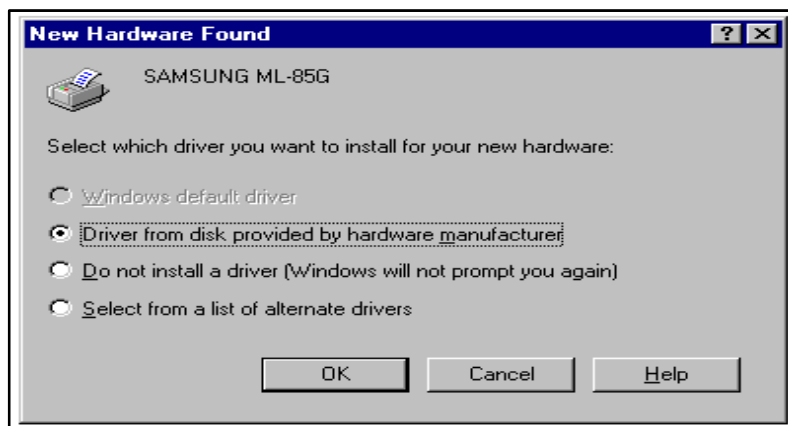 New Hardware Found
SAMSUNG ML-85G
Select which driver you want to install for your new hardware:
Windows default driver
Driver from disk provided by hardware manufacturer
Do not install a driver (Windows will not prompt you again)
Select from a list of alternate drivers
OK Cancel Help